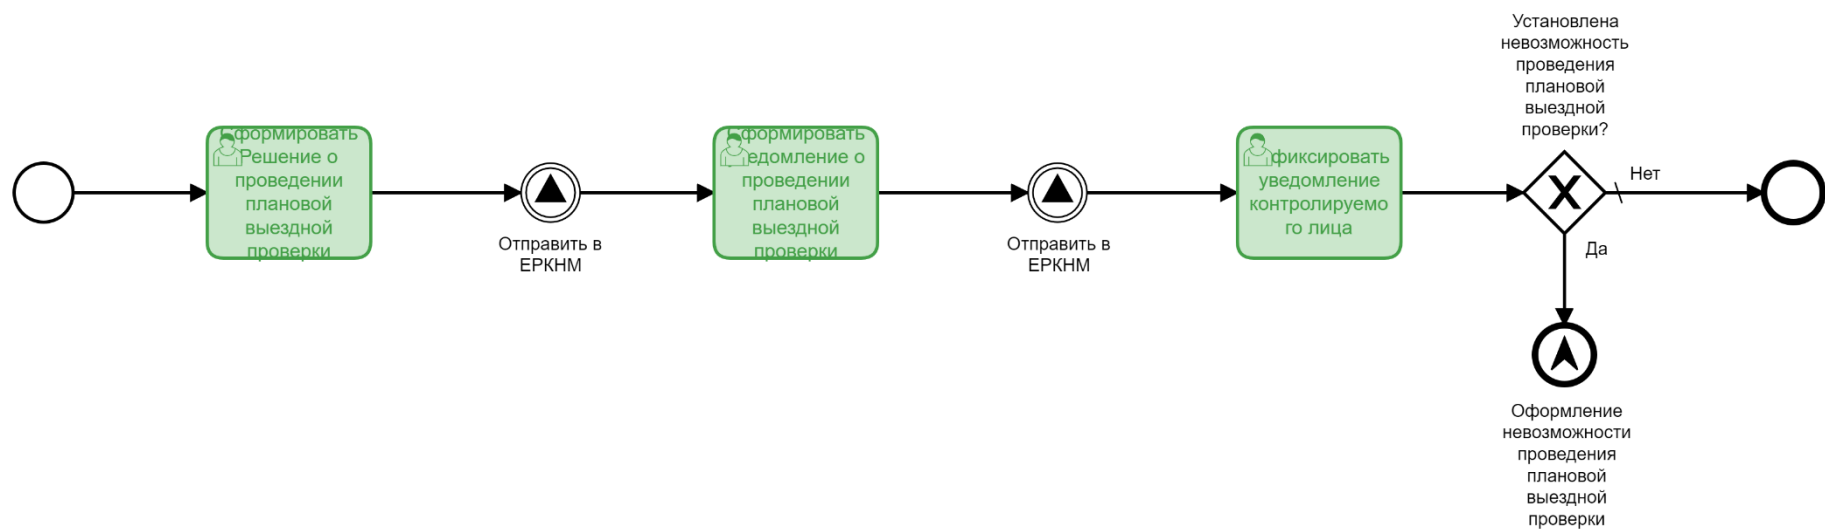 формировать
Решение о
проведении
плановой
выездной
проверки
Отправить в
ЕРКНМ
формировать
едомление о
проведении
плановой
выездной
проверки
Отправить в
ЕРКНМ
фиксировать
уведомление
контролируемо
го лица
Установлена
невозможность
проведения
плановой
выездной
проверки?
Нет
Да
Оформление
невозможности
проведения
плановой
выездной
проверки